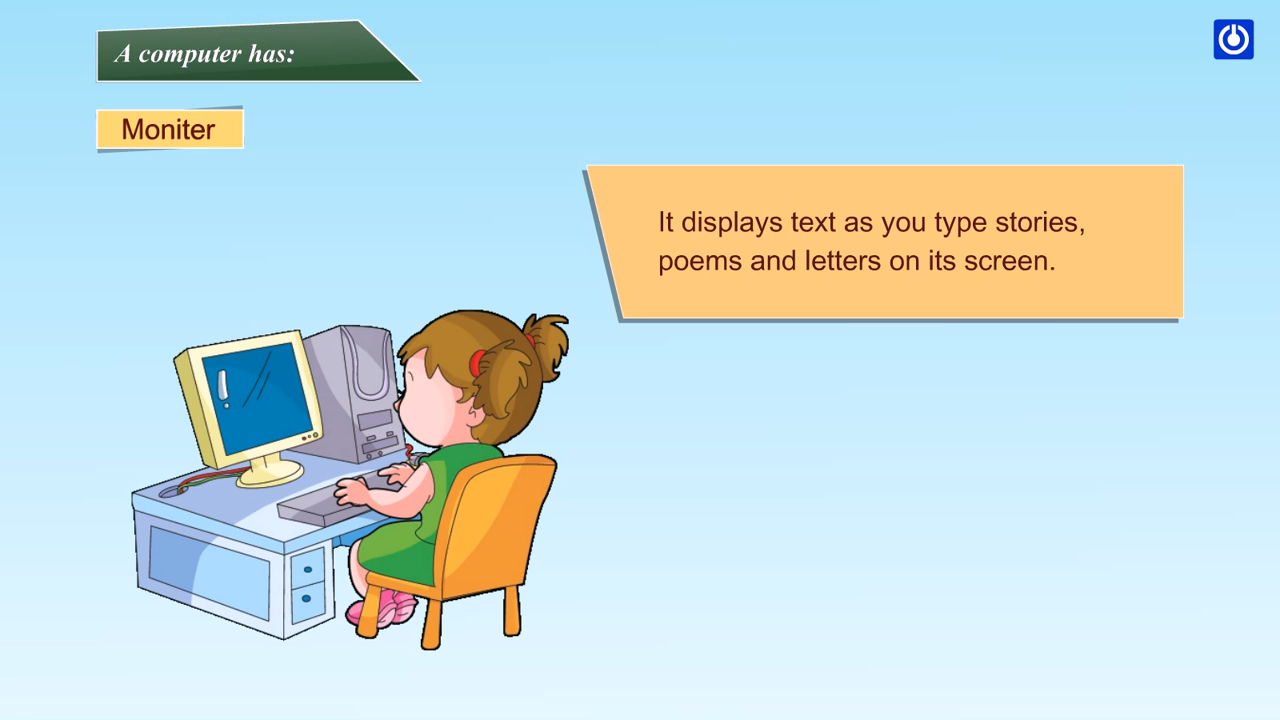 A computer has:
Moniter
It displays text as you type stories,
poems and letters on its screen.